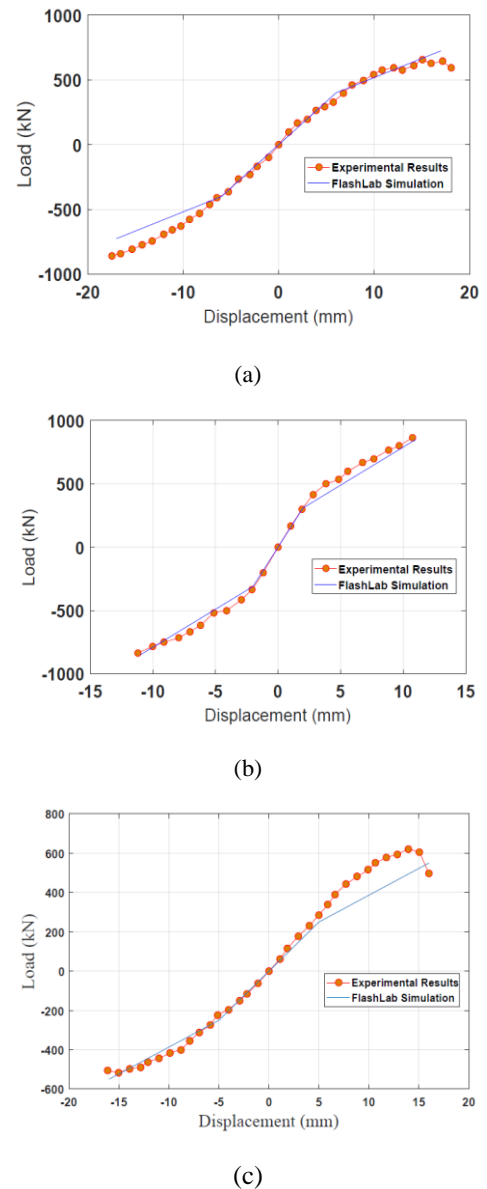 1000
500
0
-500
-1000
-20
-10
0
10
20
Load (kN)
Displacement (mm)
Experimental Results
FlashLab Simulation
(a)
1000
500
0
-500
-1000
-15
-10
-5
0
5
10
15
Load (kN)
Displacement (mm)
Experimental Results
FlashLab Simulation
(b)
800
600
400
200
0
-200
-400
-600
-20
-15
-10
-5
0
5
10
15
20
Load (kN)
Displacement (mm)
Experimental Results
FlashLab Simulation
(c)